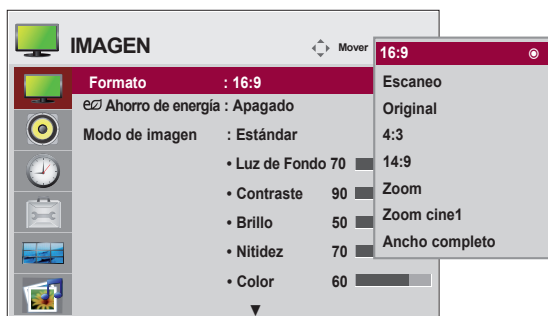 IMAGEN
Mover
Formato : 16:9
Ahorro de energía : Apagado
Modo de imagen : Estándar
• Luz de Fondo 70
• Contraste 90
• Brillo 50
• Nitidez 70
• Color 60
16:9
Escaneo
Original
4:3
14:9
Zoom
Zoom cine1
Ancho completo